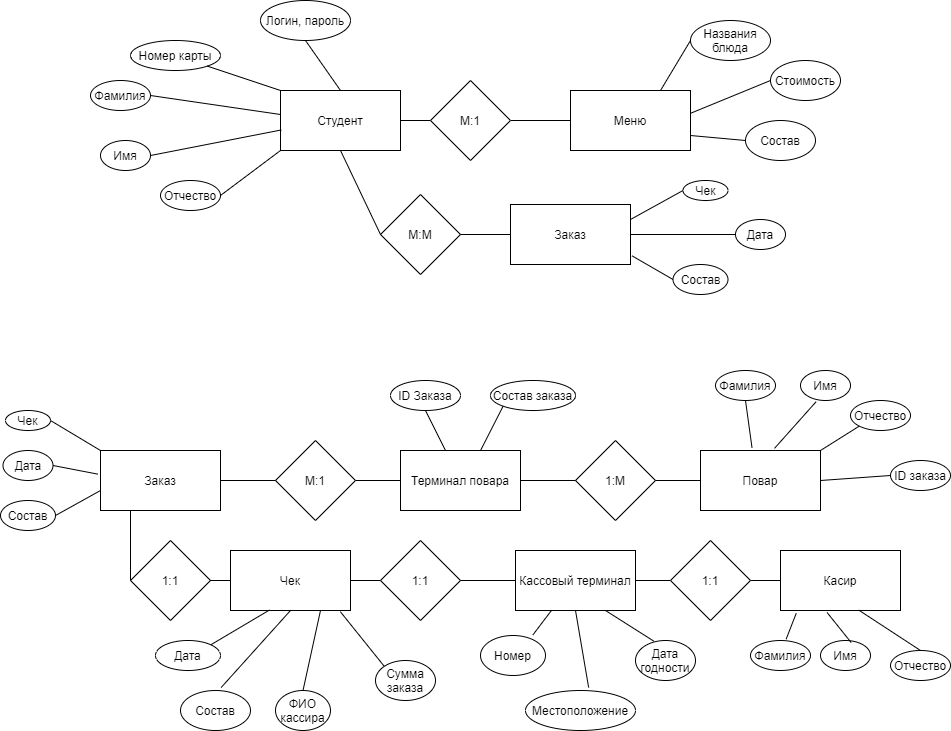 Логин, пароль
Номер карты
Фамилия
Имя
Отчество
Студент
М:1
Меню
Названия
блюда
Стоимость
Состав
М:М
Заказ
Чек
Дата
Состав
Чек
Дата
Состав
Заказ
М:1
ID Заказа
Состав заказа
Терминал повара
1:М
Фамилия
Имя
Отчество
ID заказа
Повар
1:1
Чек
1:1
Кассовый терминал
1:1
Касир
Дата
Состав
ФИО
кассира
Сумма
заказа
Номер
Местоположение
Дата
годности
Фамилия
Имя
Отчество